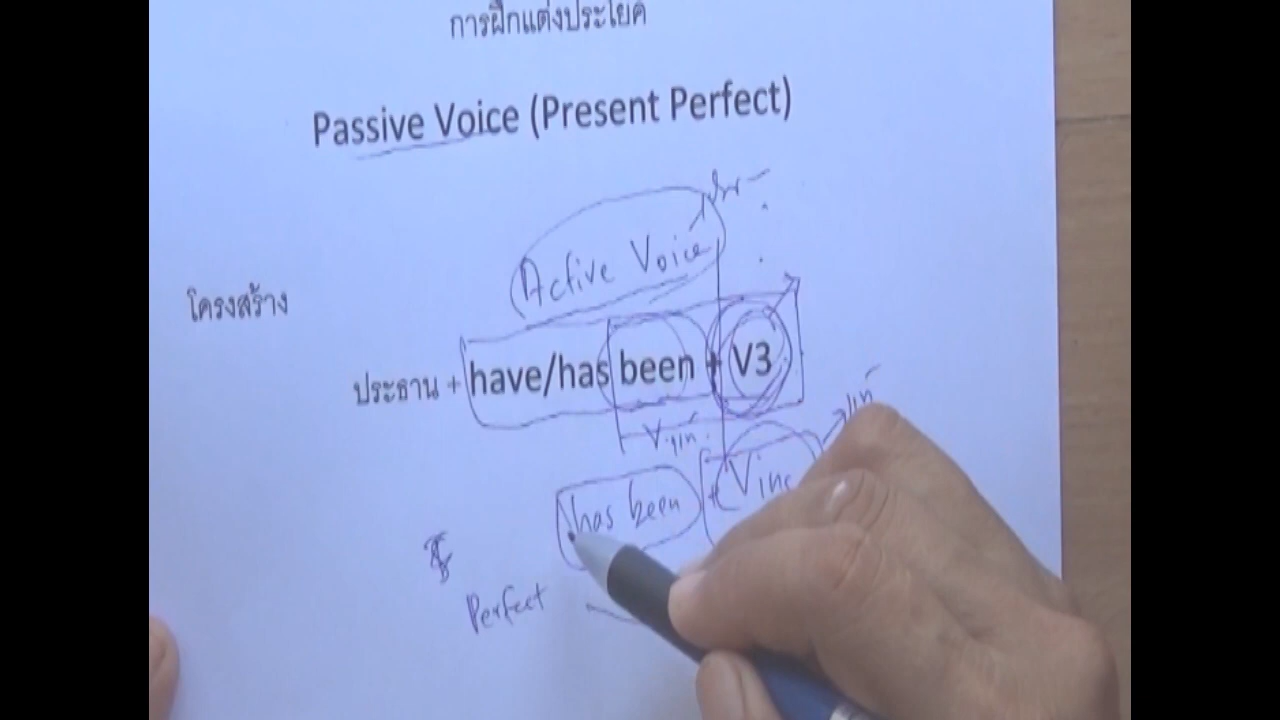 การฝึกแต่งประโยค
Passive Voice (Present Perfect)
Active Voice
โครงสร้าง
ประธาน + have/has been + V3
has been + Ving
Perfect